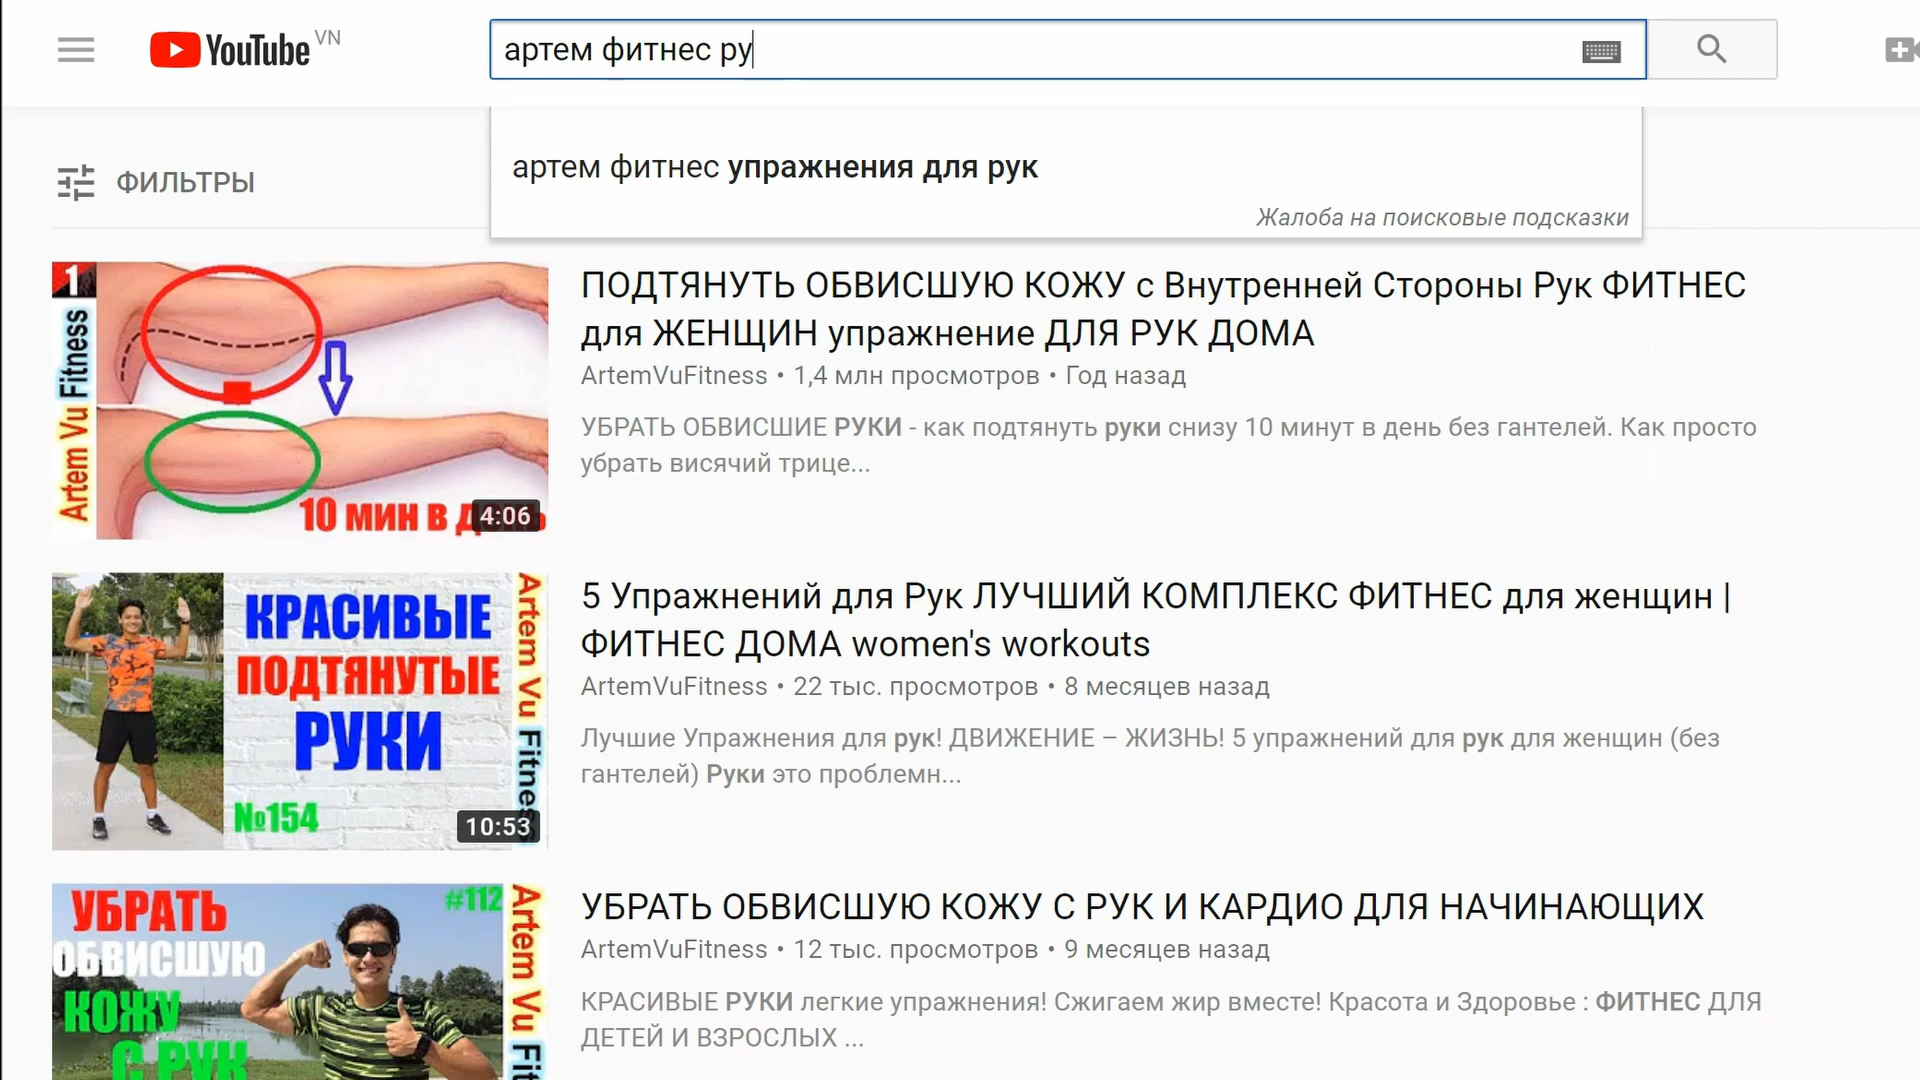 YouTube VN
артем фитнес ру
артем фитнес упражнения для рук
Жалоба на поисковые подсказки
ФИЛЬТРЫ
1
Artem Vu Fitness
10 МИН В Д
4:06
ПОДТЯНУТЬ ОБВИСШУЮ КОЖУ с Внутренней Стороны Рук ФИТНЕС
для ЖЕНЩИН упражнение ДЛЯ РУК ДОМА
ArtemVuFitness • 1,4 млн просмотров • Год назад
УБРАТЬ ОБВИСШИЕ РУКИ - как подтянуть руки снизу 10 минут в день без гантелей. Как просто
убрать висячий трице...
КРАСИВЫЕ
ПОДТЯНУТЫЕ
РУКИ
№154
Artem Vu Fitness
10:53
5 Упражнений для Рук ЛУЧШИЙ КОМПЛЕКС ФИТНЕС для женщин |
ФИТНЕС ДОМА women's workouts
ArtemVuFitness • 22 тыс. просмотров • 8 месяцев назад
Лучшие Упражнения для рук! ДВИЖЕНИЕ – ЖИЗНЬ! 5 упражнений для рук для женщин (без
гантелей) Руки это проблемн...
УБРАТЬ
ОБВИСШУЮ
КОЖУ
С РУК
#112
Artem Vu Fit
УБРАТЬ ОБВИСШУЮ КОЖУ С РУК И КАРДИО ДЛЯ НАЧИНАЮЩИХ
ArtemVuFitness • 12 тыс. просмотров • 9 месяцев назад
КРАСИВЫЕ РУКИ легкие упражнения! Сжигаем жир вместе! Красота и Здоровье : ФИТНЕС ДЛЯ
ДЕТЕЙ И ВЗРОСЛЫХ ...